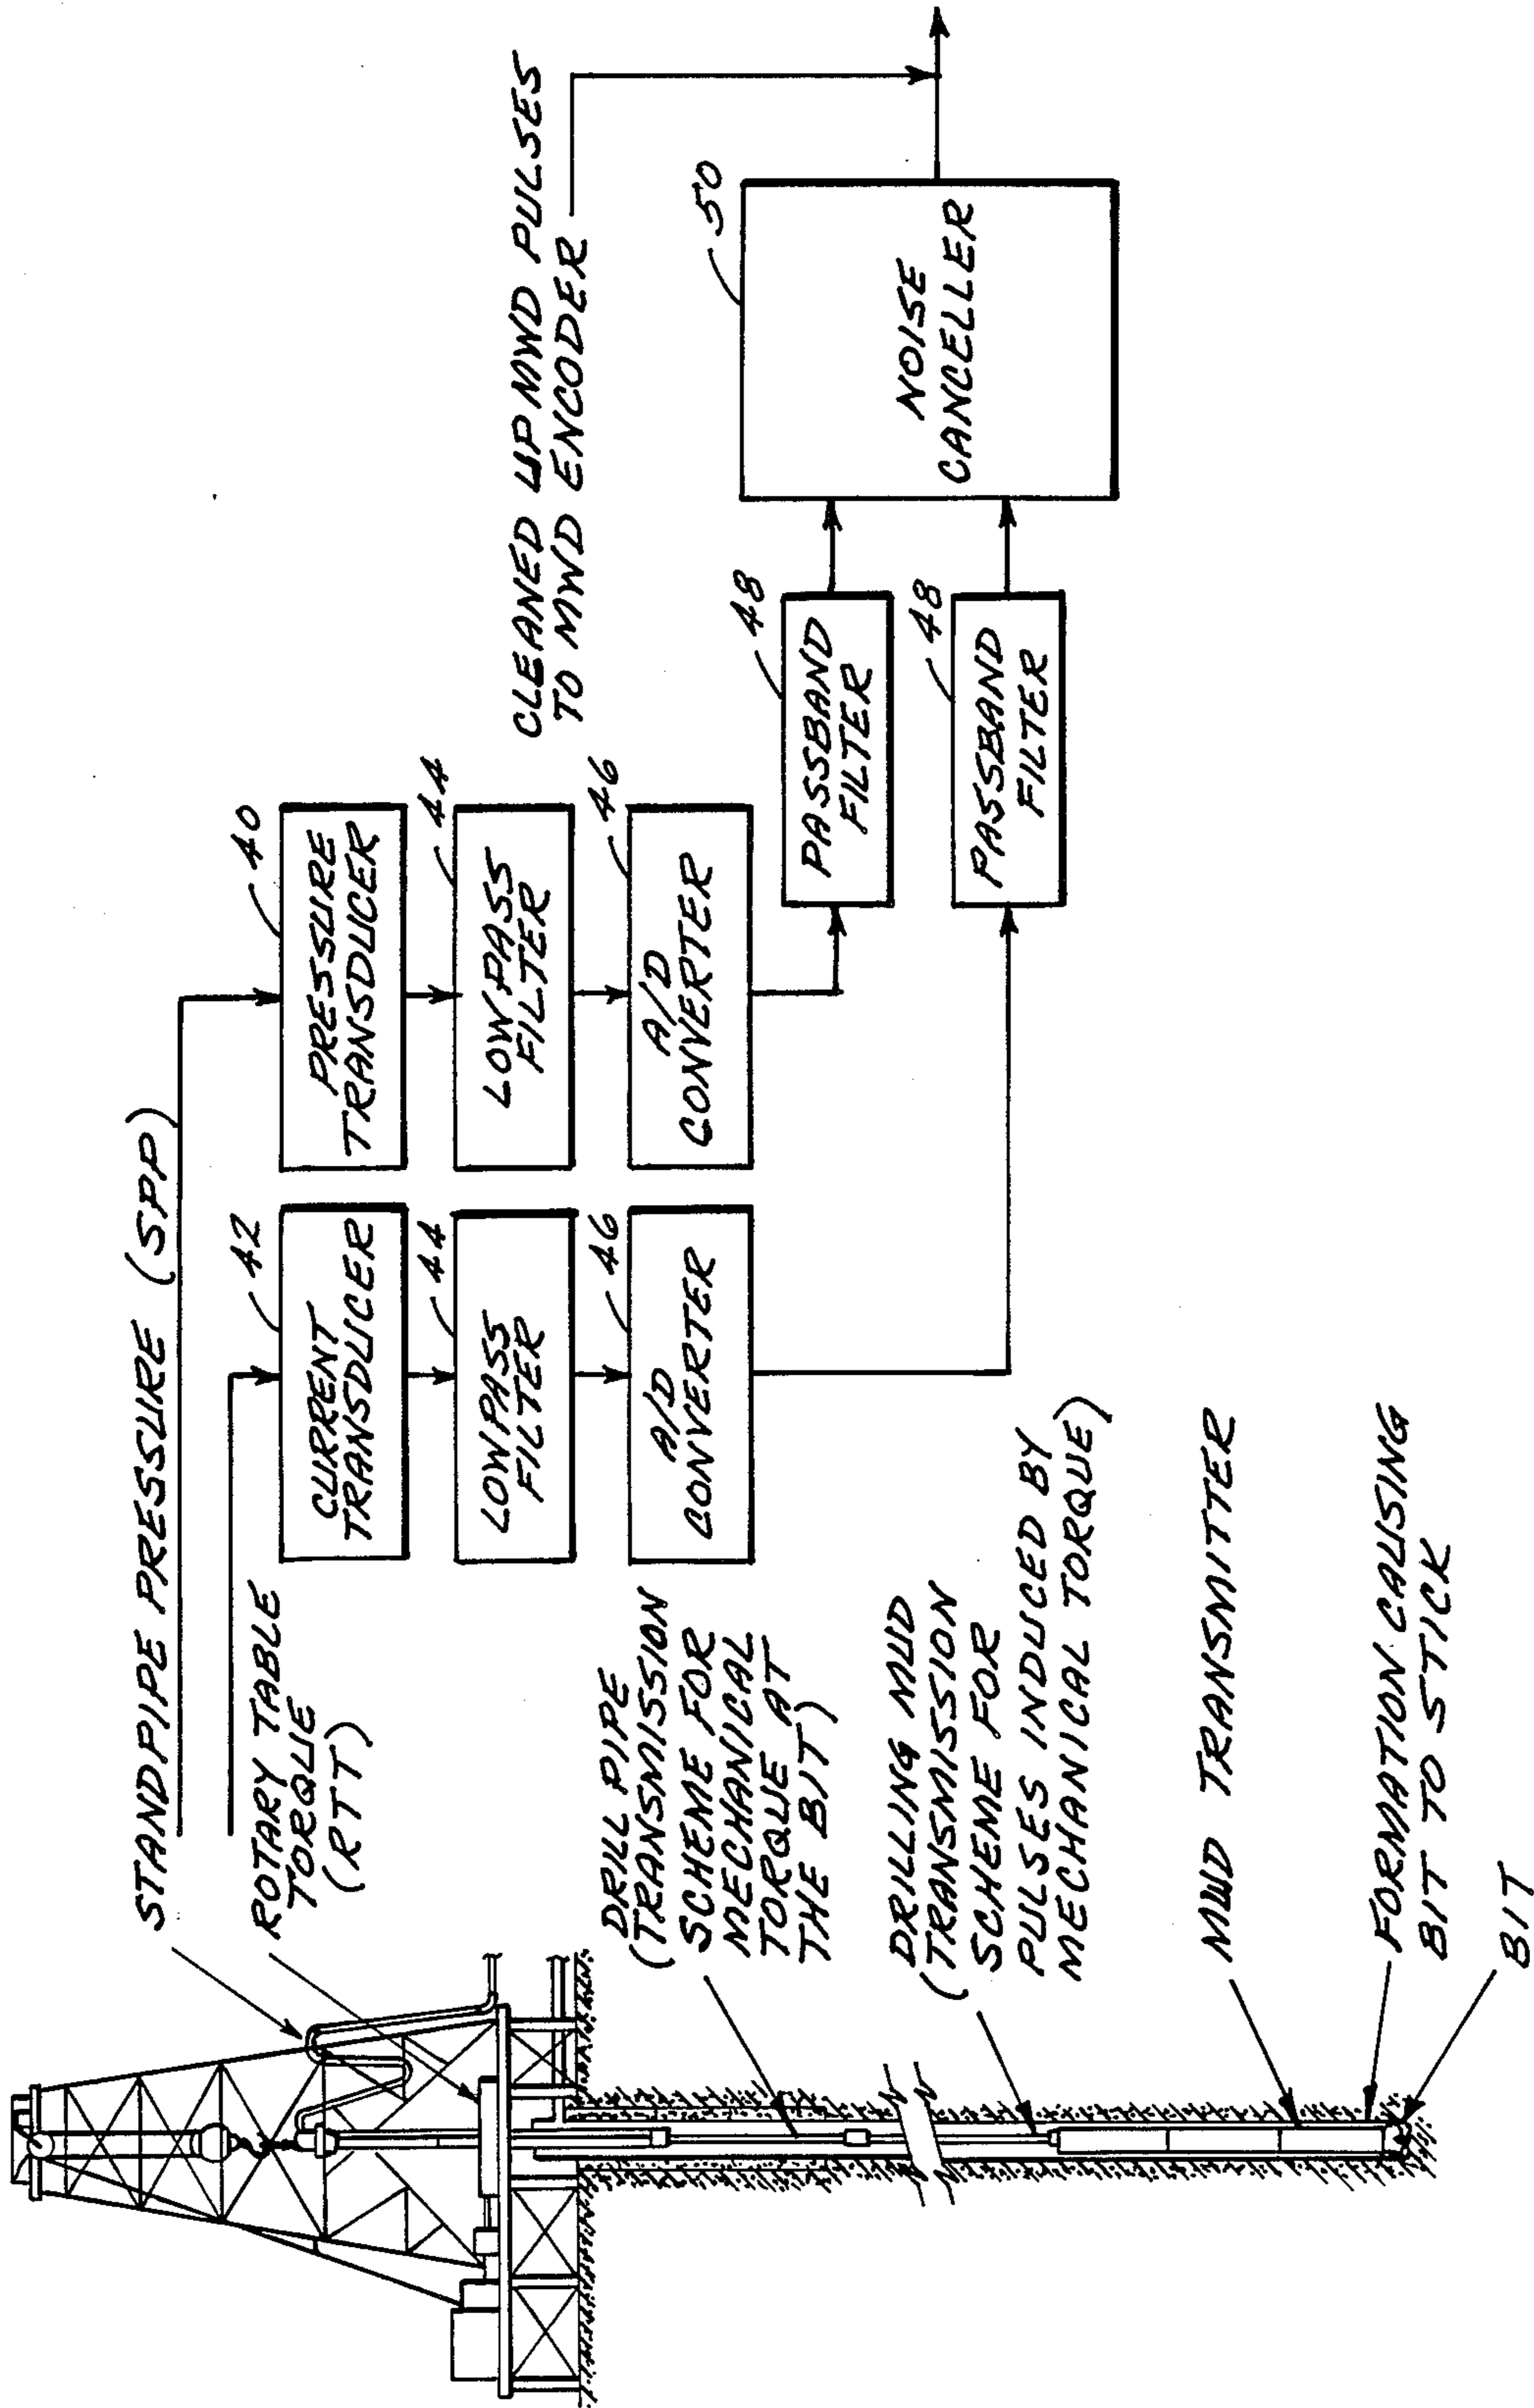 STANDPIPE PRESSURE (SPP)
ROTARY TABLE
TORQUE
(RTT)
42
CURRENT
TRANSDUCER
40
PRESSURE
TRANSDUCER
44
LOW PASS
FILTER
44
LOW PASS
FILTER
46
A/D
CONVERTER
46
A/D
CONVERTER
CLEANED UP MWD PULSES
TO MWD ENCODER
48
PASSBAND
FILTER
48
PASSBAND
FILTER
50
NOISE
CANCELLER
DRILL PIPE
(TRANSMISSION
SCHEME FOR
MECHANICAL
TORQUE AT
THE BIT)
DRILLING MUD
(TRANSMISSION
SCHEME FOR
PULSES INDUCED BY
MECHANICAL TORQUE)
MWD TRANSMITTER
FORMATION CAUSING
BIT TO STICK
BIT